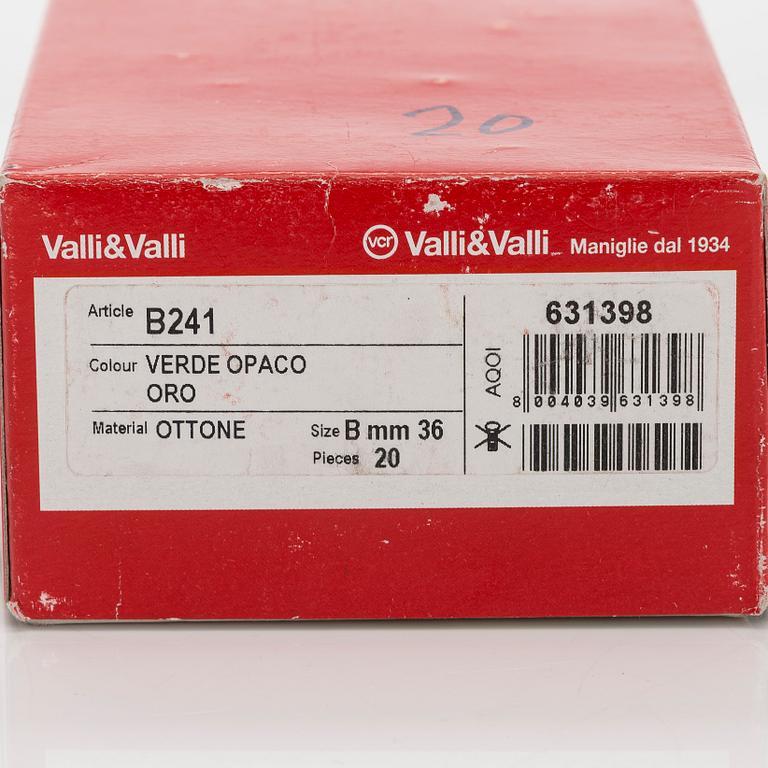 20
Valli&Valli
vcr Valli&Valli Maniglie dal 1934
Article B241
Colour VERDE OPACO
ORO
Material OTTONE
Size B mm 36
Pieces 20
631398
AQOI
8 004039 631398